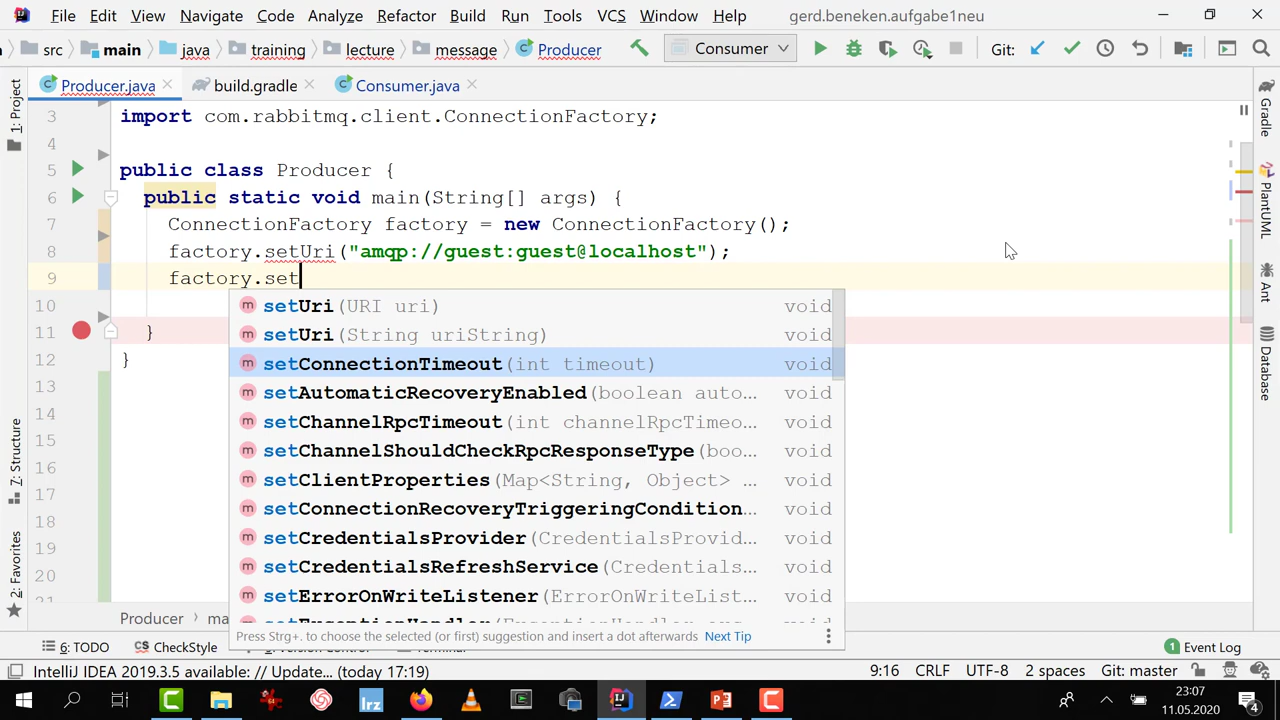 File Edit View Navigate Code Analyze Refactor Build Run Tools VCS Window Help gerd.beneken.aufgabe1neu
src main java training lecture message Producer Consumer Git:
Producer.java build.gradle Consumer.java
1: Project
7: Structure
2: Favorites
Gradle
PlantUML
Ant
Database
3 import com.rabbitmq.client.ConnectionFactory;
4
5 public class Producer {
6 public static void main(String[] args) {
7 ConnectionFactory factory = new ConnectionFactory();
8 factory.setUri("amqp://guest:guest@localhost");
9 factory.set
10
11 }
12 }
13
14
15
16
17
18
19
20
setUri(URI uri) void
setUri(String uriString) void
setConnectionTimeout(int timeout) void
setAutomaticRecoveryEnabled(boolean auto… void
setChannelRpcTimeout(int channelRpcTimeo… void
setChannelShouldCheckRpcResponseType(boo… void
setClientProperties(Map<String, Object> … void
setConnectionRecoveryTriggeringCondition… void
setCredentialsProvider(CredentialsProvid… void
setCredentialsRefreshService(Credentials… void
setErrorOnWriteListener(ErrorOnWriteList… void
Press Strg+. to choose the selected (or first) suggestion and insert a dot afterwards Next Tip
Producer
6: TODO CheckStyle Event Log
IntelliJ IDEA 2019.3.5 available: // Update... (today 17:19) 9:16 CRLF UTF-8 2 spaces Git: master
lrz
23:07
11.05.2020
4